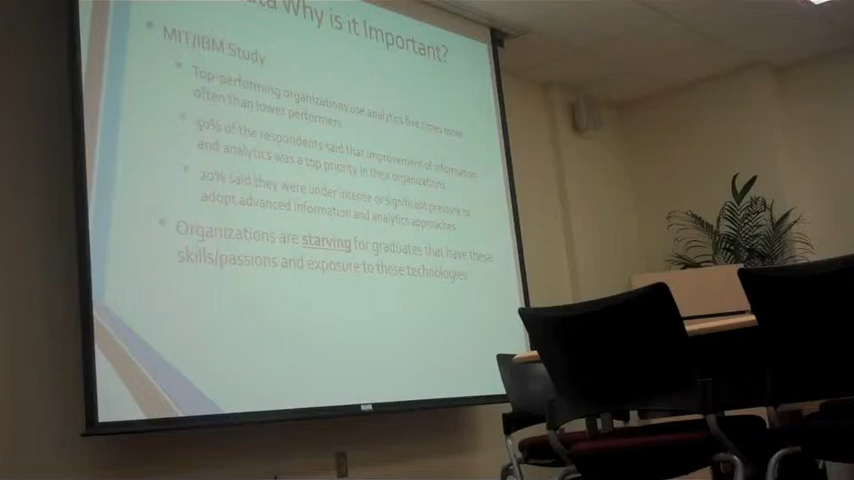 Why is it Important?
MIT/IBM Study
Top-performing organizations use analytics five times more
often than lower performers.
50% of the respondents said that improvement of information
and analytics was a top priority in their organizations.
20% said they were under intense or significant pressure to
adopt advanced information and analytics approaches.
Organizations are starving for graduates that have these
skills/passions and exposure to these technologies.